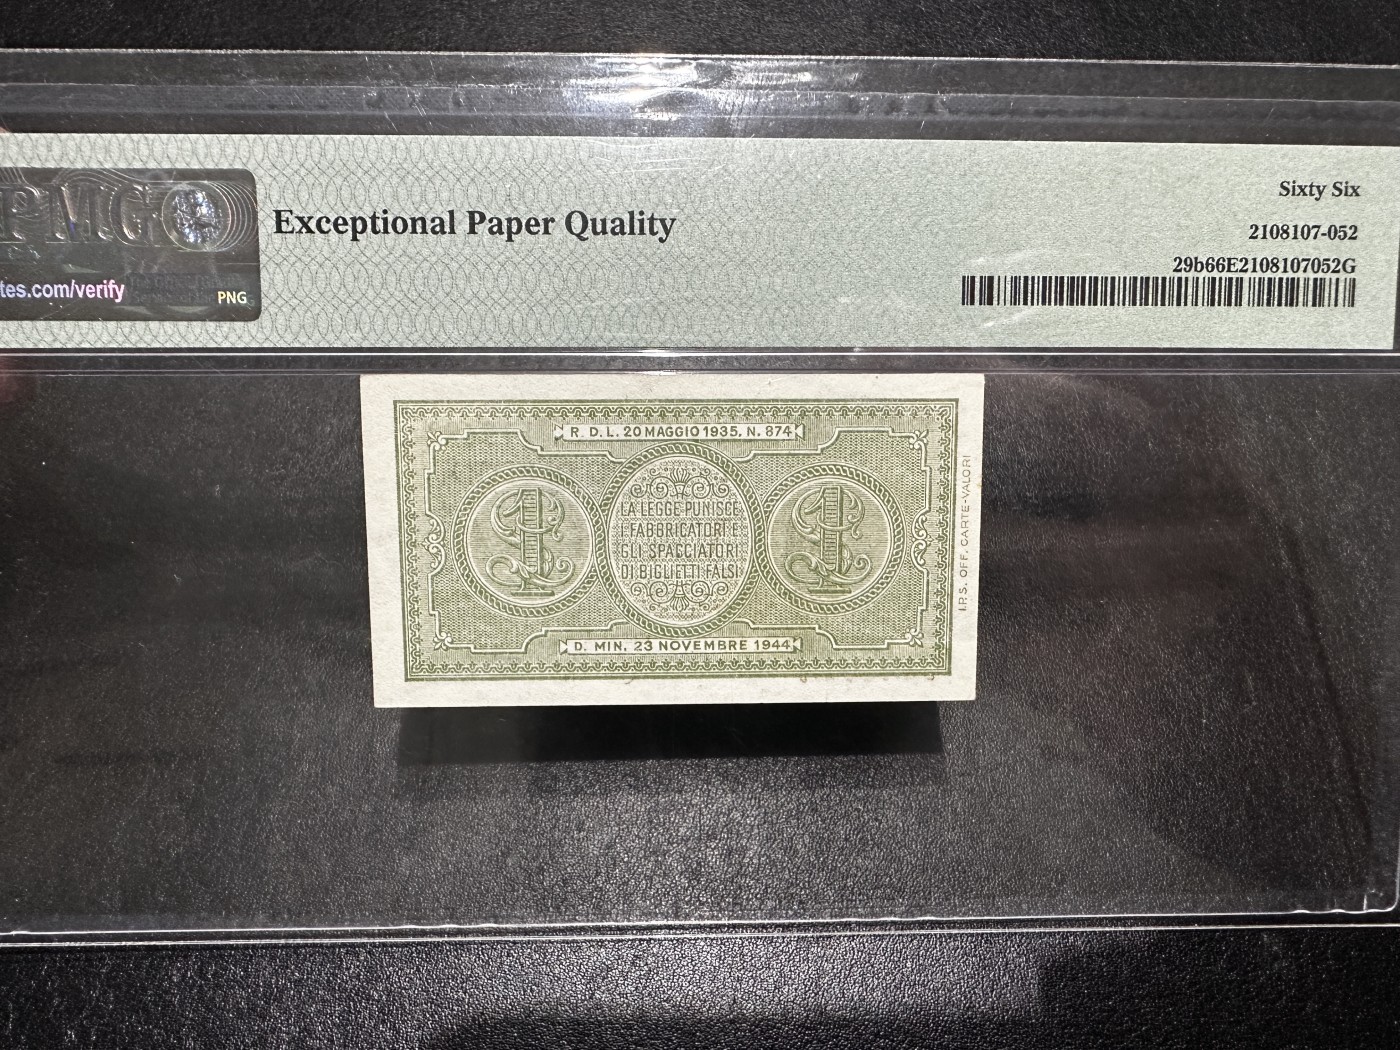 PMG
Exceptional Paper Quality
Sixty Six
2108107-052
29b66E2108107052G
tes.com/verify
PNG
R. D. L. 20 MAGGIO 1935, N. 874
LA LEGGE PUNISCE
I FABBRICATORI E
GLI SPACCIATORI
DI BIGLIETTI FALSI
D. MIN. 23 NOVEMBRE 1944
I.P.S. OFF. CARTE-VALORI